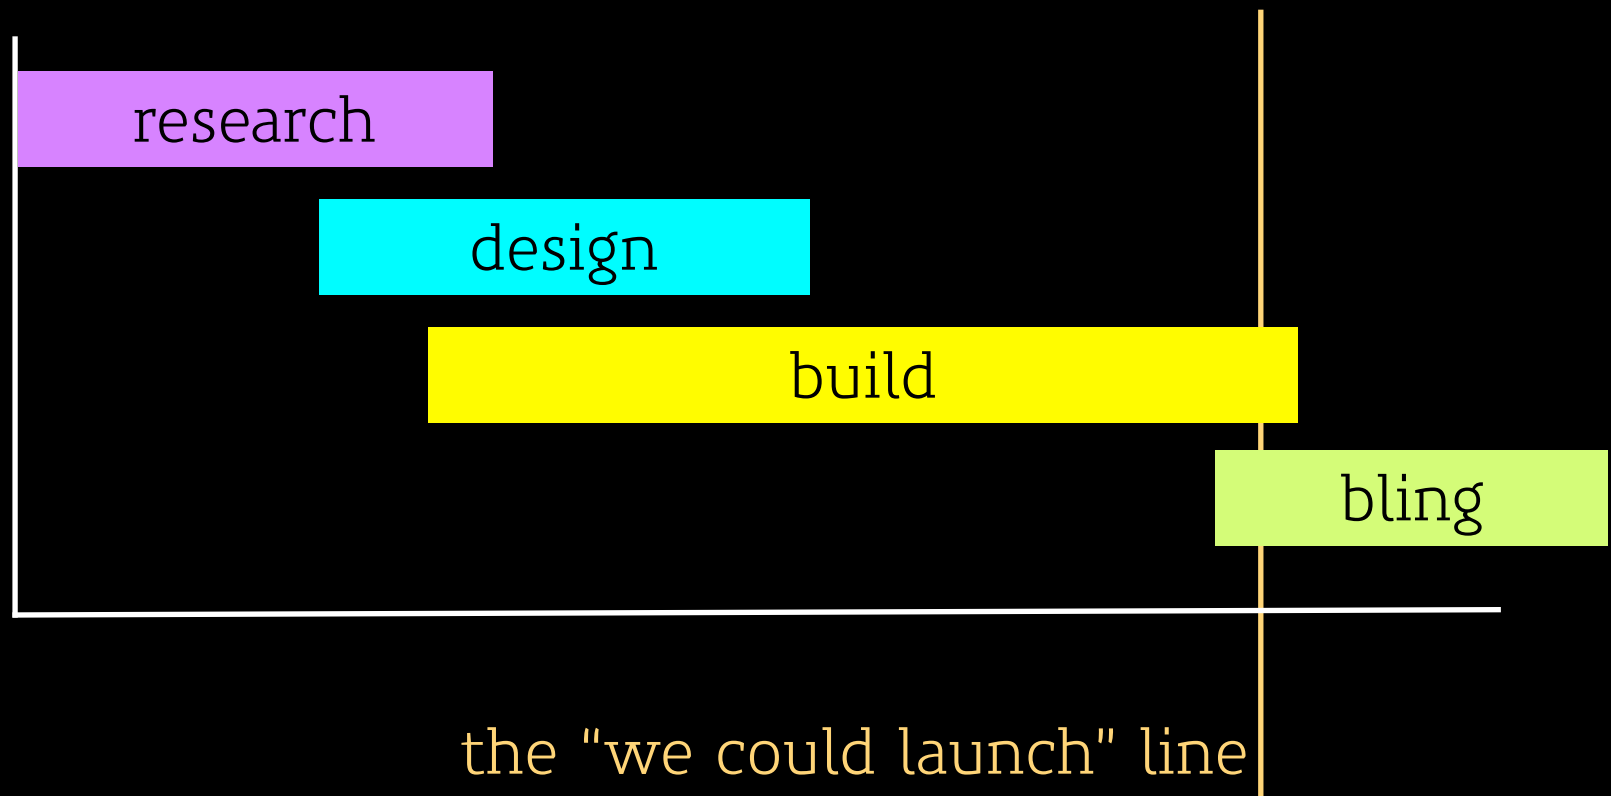 research
design
build
bling
the “we could launch” line